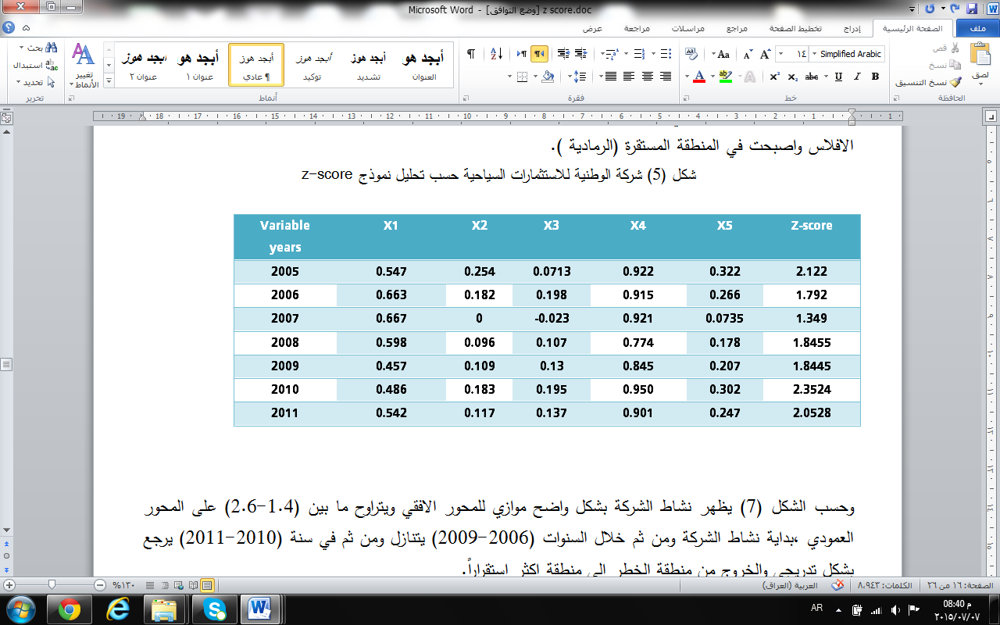 Microsoft Word - [وضع التوافق] z score.doc
ملف الصفحة الرئيسية إدراج تخطيط الصفحة مراجع مراسلات مراجعة عرض
لصق قص نسخ نسخ التنسيق
Simplified Arabic ١٤
أبجد هوز أبجد هوز أبجد هوز أبجد هوز أبجد هو أبجد هوز
العنوان تشديد توكيد ¶ عادي عنوان ١ عنوان ٢
تغيير الأنماط
بحث
استبدال
تحديد
الحافظة خط فقرة أنماط تحرير
الافلاس واصبحت في المنطقة المستقرة (الرمادية ).
شكل (5) شركة الوطنية للاستثمارات السياحية حسب تحليل نموذج z-score
Variable years X1 X2 X3 X4 X5 Z-score
2005 0.547 0.254 0.0713 0.922 0.322 2.122
2006 0.663 0.182 0.198 0.915 0.266 1.792
2007 0.667 0 -0.023 0.921 0.0735 1.349
2008 0.598 0.096 0.107 0.774 0.178 1.8455
2009 0.457 0.109 0.13 0.845 0.207 1.8445
2010 0.486 0.183 0.195 0.950 0.302 2.3524
2011 0.542 0.117 0.137 0.901 0.247 2.0528
وحسب الشكل (7) يظهر نشاط الشركة بشكل واضح موازي للمحور الافقي ويتراوح ما بين (1.4-2.6) على المحور
العمودي ،بداية نشاط الشركة ومن ثم خلال السنوات (2006-2009) يتنازل ومن ثم في سنة (2010-2011) يرجع
بشكل تدريجي والخروج من منطقة الخطر الى منطقة اكثر استقراراً.
الصفحة: ١٦ من ٢٦ الكلمات: ٨،٩٤٣ العربية (العراق) ١٣٠%
AR
08:40 م
٢٠١٥/٠٧/٠٧